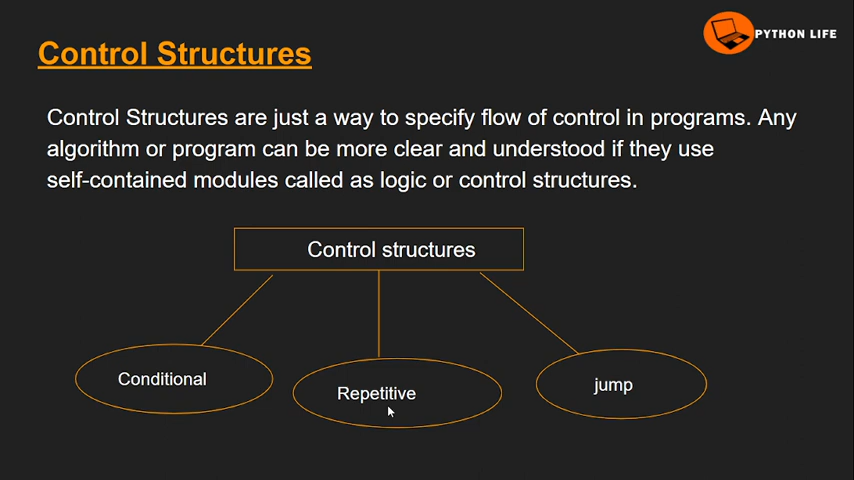 PYTHON LIFE
Control Structures
Control Structures are just a way to specify flow of control in programs. Any
algorithm or program can be more clear and understood if they use
self-contained modules called as logic or control structures.
Control structures
Conditional
Repetitive
jump